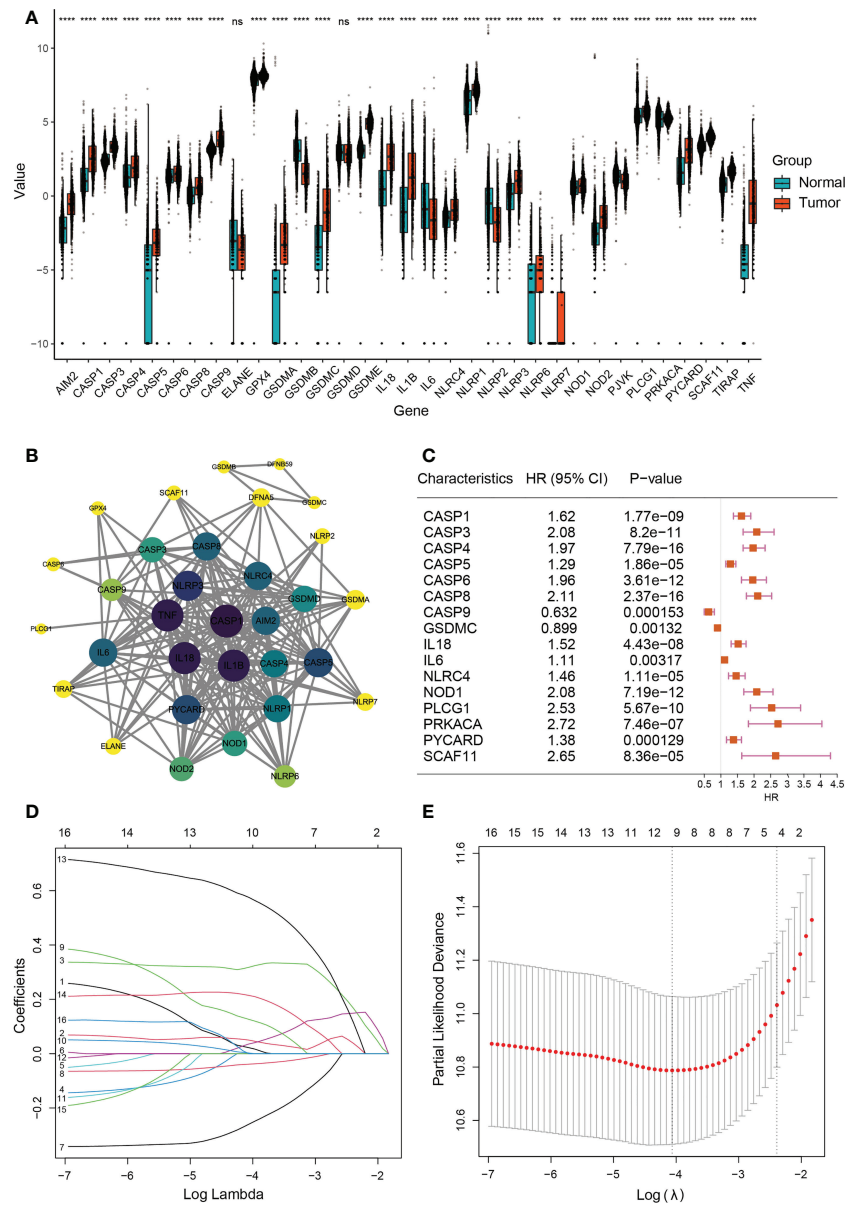 A
**** **** **** **** **** **** **** **** ns **** **** **** **** ns **** **** **** **** **** **** **** **** **** ** **** **** **** **** **** **** **** **** ****
10
5
0
−5
−10
Value
AIM2 CASP1 CASP3 CASP4 CASP5 CASP6 CASP8 CASP9 ELANE GPX4 GSDMA GSDMB GSDMC GSDMD GSDME IL18 IL1B IL6 NLRC4 NLRP1 NLRP2 NLRP3 NLRP6 NLRP7 NOD1 NOD2 PJVK PLCG1 PRKACA PYCARD SCAF11 TIRAP TNF
Gene
Group
Normal
Tumor
B
GSDMB
DFNB59
SCAF11
DFNA5
GSDMC
GPX4
NLRP2
CASP3
CASP8
CASP6
NLRC4
CASP9
NLRP3
GSDMD
GSDMA
TNF
CASP1
AIM2
PLCG1
IL6
IL18
IL1B
CASP4
CASP5
TIRAP
PYCARD
NLRP1
NLRP7
ELANE
NOD1
NOD2
NLRP6
C
Characteristics HR (95% CI) P−value
CASP1 1.62 1.77e−09
CASP3 2.08 8.2e−11
CASP4 1.97 7.79e−16
CASP5 1.29 1.86e−05
CASP6 1.96 3.61e−12
CASP8 2.11 2.37e−16
CASP9 0.632 0.000153
GSDMC 0.899 0.00132
IL18 1.52 4.43e−08
IL6 1.11 0.00317
NLRC4 1.46 1.11e−05
NOD1 2.08 7.19e−12
PLCG1 2.53 5.67e−10
PRKACA 2.72 7.46e−07
PYCARD 1.38 0.000129
SCAF11 2.65 8.36e−05
0.5 1 1.5 2 2.5 3 3.5 4 4.5
HR
D
16 14 13 10 7 2
0.6
0.4
0.2
0.0
−0.2
Coefficients
13
9
3
1
14
16
2
10
6
12
5
8
4
11
15
7
−7 −6 −5 −4 −3 −2
Log Lambda
E
16 15 15 14 14 13 13 11 12 9 8 8 8 7 5 4 2
11.6
11.4
11.2
11.0
10.8
10.6
Partial Likelihood Deviance
−7 −6 −5 −4 −3 −2
Log (λ)